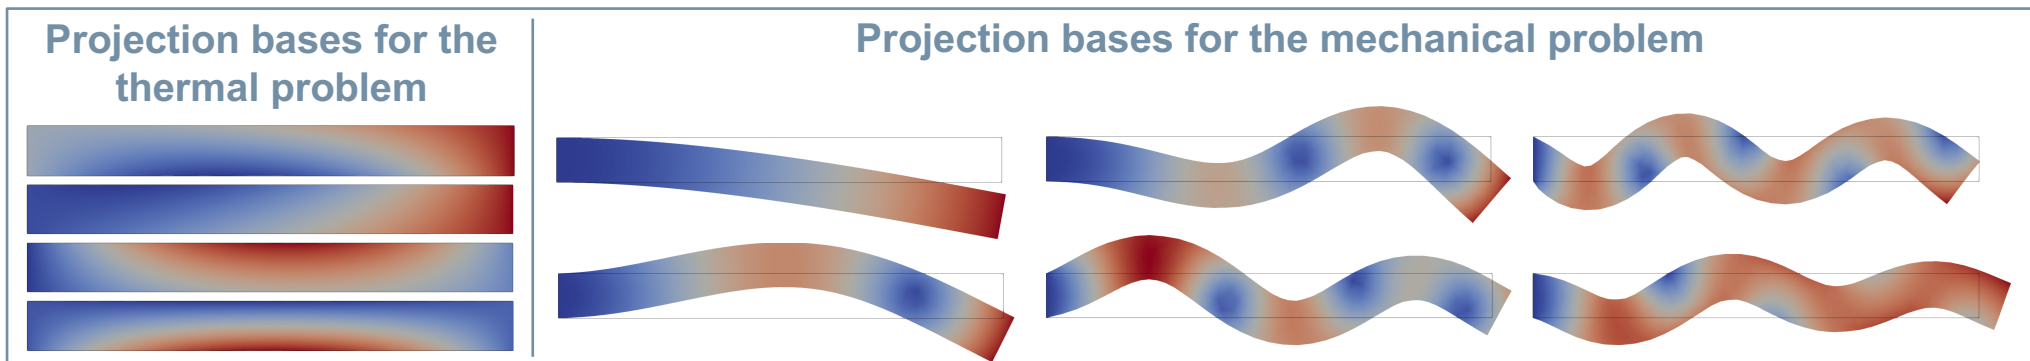 Projection bases for the
thermal problem
Projection bases for the mechanical problem